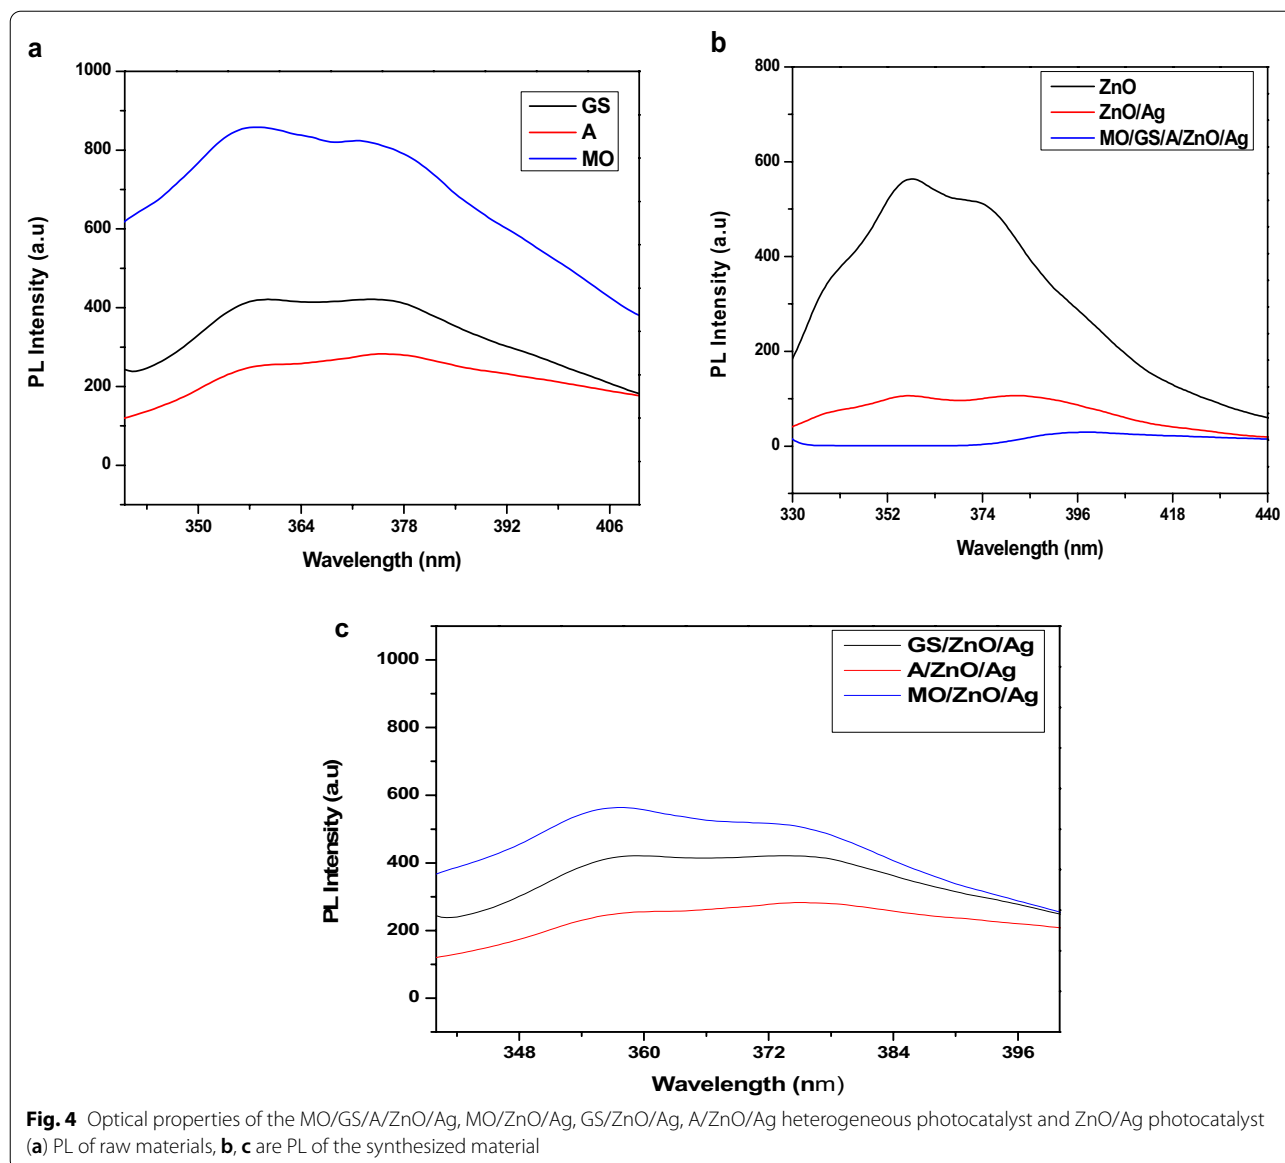 a
1000
800
600
400
200
0
350 364 378 392 406
PL Intensity (a.u)
Wavelength (nm)
GS
A
MO
b
800
600
400
200
0
330 352 374 396 418 440
PL Intensity (a.u)
Wavelength (nm)
ZnO
ZnO/Ag
MO/GS/A/ZnO/Ag
c
1000
800
600
400
200
0
348 360 372 384 396
PL Intensity (a.u)
Wavelength (nm)
GS/ZnO/Ag
A/ZnO/Ag
MO/ZnO/Ag
Fig. 4 Optical properties of the MO/GS/A/ZnO/Ag, MO/ZnO/Ag, GS/ZnO/Ag, A/ZnO/Ag heterogeneous photocatalyst and ZnO/Ag photocatalyst
(a) PL of raw materials, b, c are PL of the synthesized material